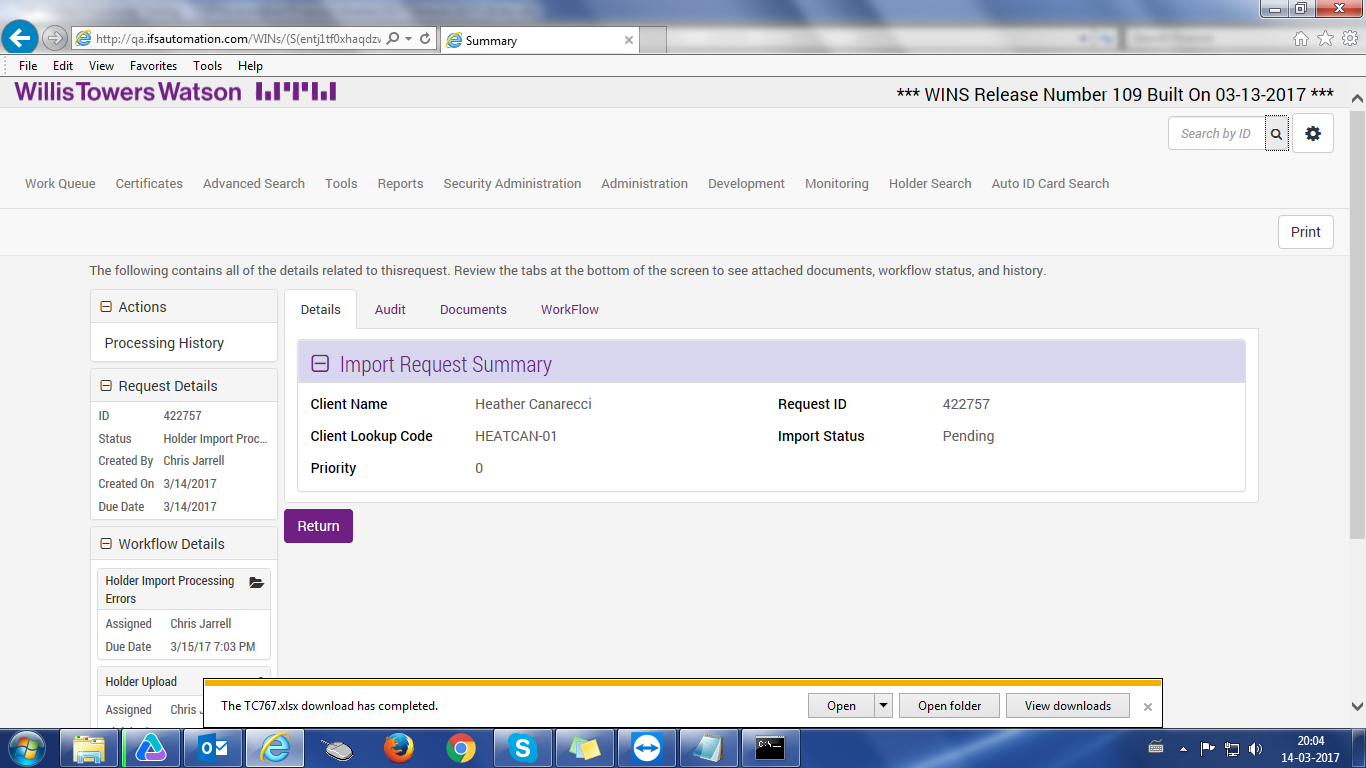 http://qa.ifsautomation.com/WINs/(S(entj1tf0xhaqdzv
Summary
File Edit View Favorites Tools Help
WillisTowersWatson
*** WINS Release Number 109 Built On 03-13-2017 ***
Search by ID
Work Queue Certificates Advanced Search Tools Reports Security Administration Administration Development Monitoring Holder Search Auto ID Card Search
Print
The following contains all of the details related to thisrequest. Review the tabs at the bottom of the screen to see attached documents, workflow status, and history.
Actions
Processing History
Request Details
ID 422757
Status Holder Import Proc...
Created By Chris Jarrell
Created On 3/14/2017
Due Date 3/14/2017
Workflow Details
Holder Import Processing
Errors
Assigned Chris Jarrell
Due Date 3/15/17 7:03 PM
Holder Upload
Assigned Chris
Details Audit Documents WorkFlow
Import Request Summary
Client Name Heather Canarecci Request ID 422757
Client Lookup Code HEATCAN-01 Import Status Pending
Priority 0
Return
The TC767.xlsx download has completed.
Open Open folder View downloads
20:04
14-03-2017